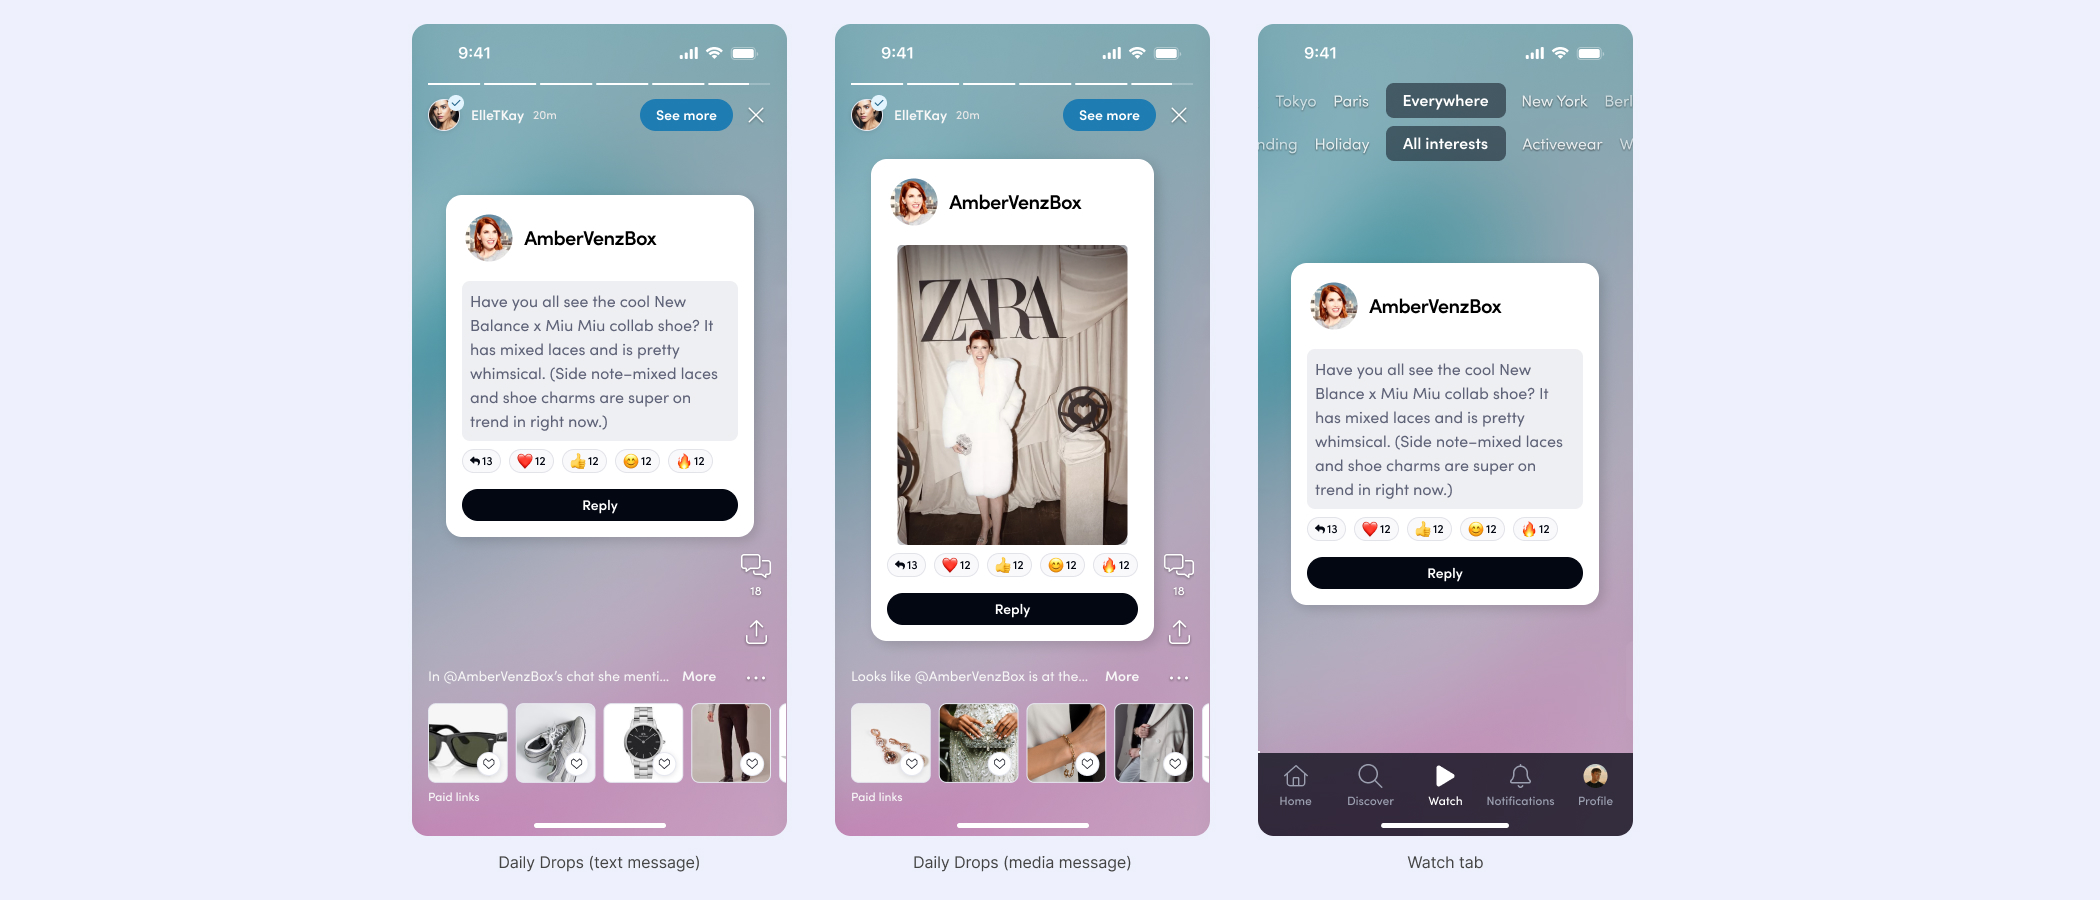 9:41
ElleTKay 20m
See more
AmberVenzBox
Have you all see the cool New
Balance x Miu Miu collab shoe? It
has mixed laces and is pretty
whimsical. (Side note–mixed laces
and shoe charms are super on
trend in right now.)
13 12 12 12 12
Reply
18
In @AmberVenzBox's chat she menti... More
Paid links
Daily Drops (text message)
9:41
ElleTKay 20m
See more
AmberVenzBox
ZARA
13 12 12 12 12
Reply
18
Looks like @AmberVenzBox is at the... More
Paid links
Daily Drops (media message)
9:41
Tokyo Paris Everywhere New York Berl
nding Holiday All interests Activewear W
AmberVenzBox
Have you all see the cool New
Blance x Miu Miu collab shoe? It
has mixed laces and is pretty
whimsical. (Side note–mixed laces
and shoe charms are super on
trend in right now.)
13 12 12 12 12
Reply
Home Discover Watch Notifications Profile
Watch tab